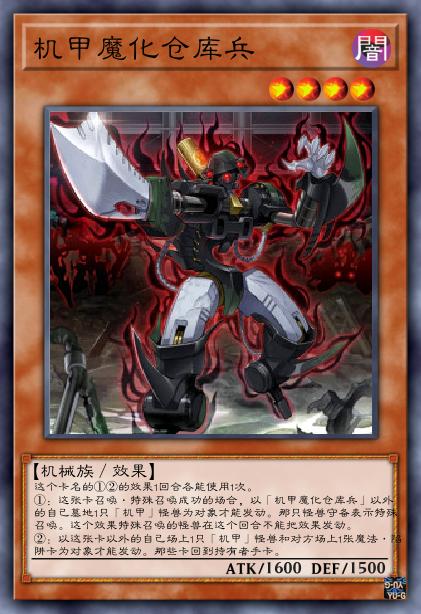 机甲魔化仓库兵
闇
【机械族／效果】
这个卡名的①②的效果1回合各能使用1次。
①：这张卡召唤・特殊召唤成功的场合，以「机甲魔化仓库兵」以外
的自己墓地1只「机甲」怪兽为对象才能发动。那只怪兽守备表示特殊
召唤。这个效果特殊召唤的怪兽在这个回合不能把效果发动。
②：以这张卡以外的自己场上1只「机甲」怪兽和对方场上1张魔法・陷
阱卡为对象才能发动。那些卡回到持有者手卡。
ATK/1600 DEF/1500